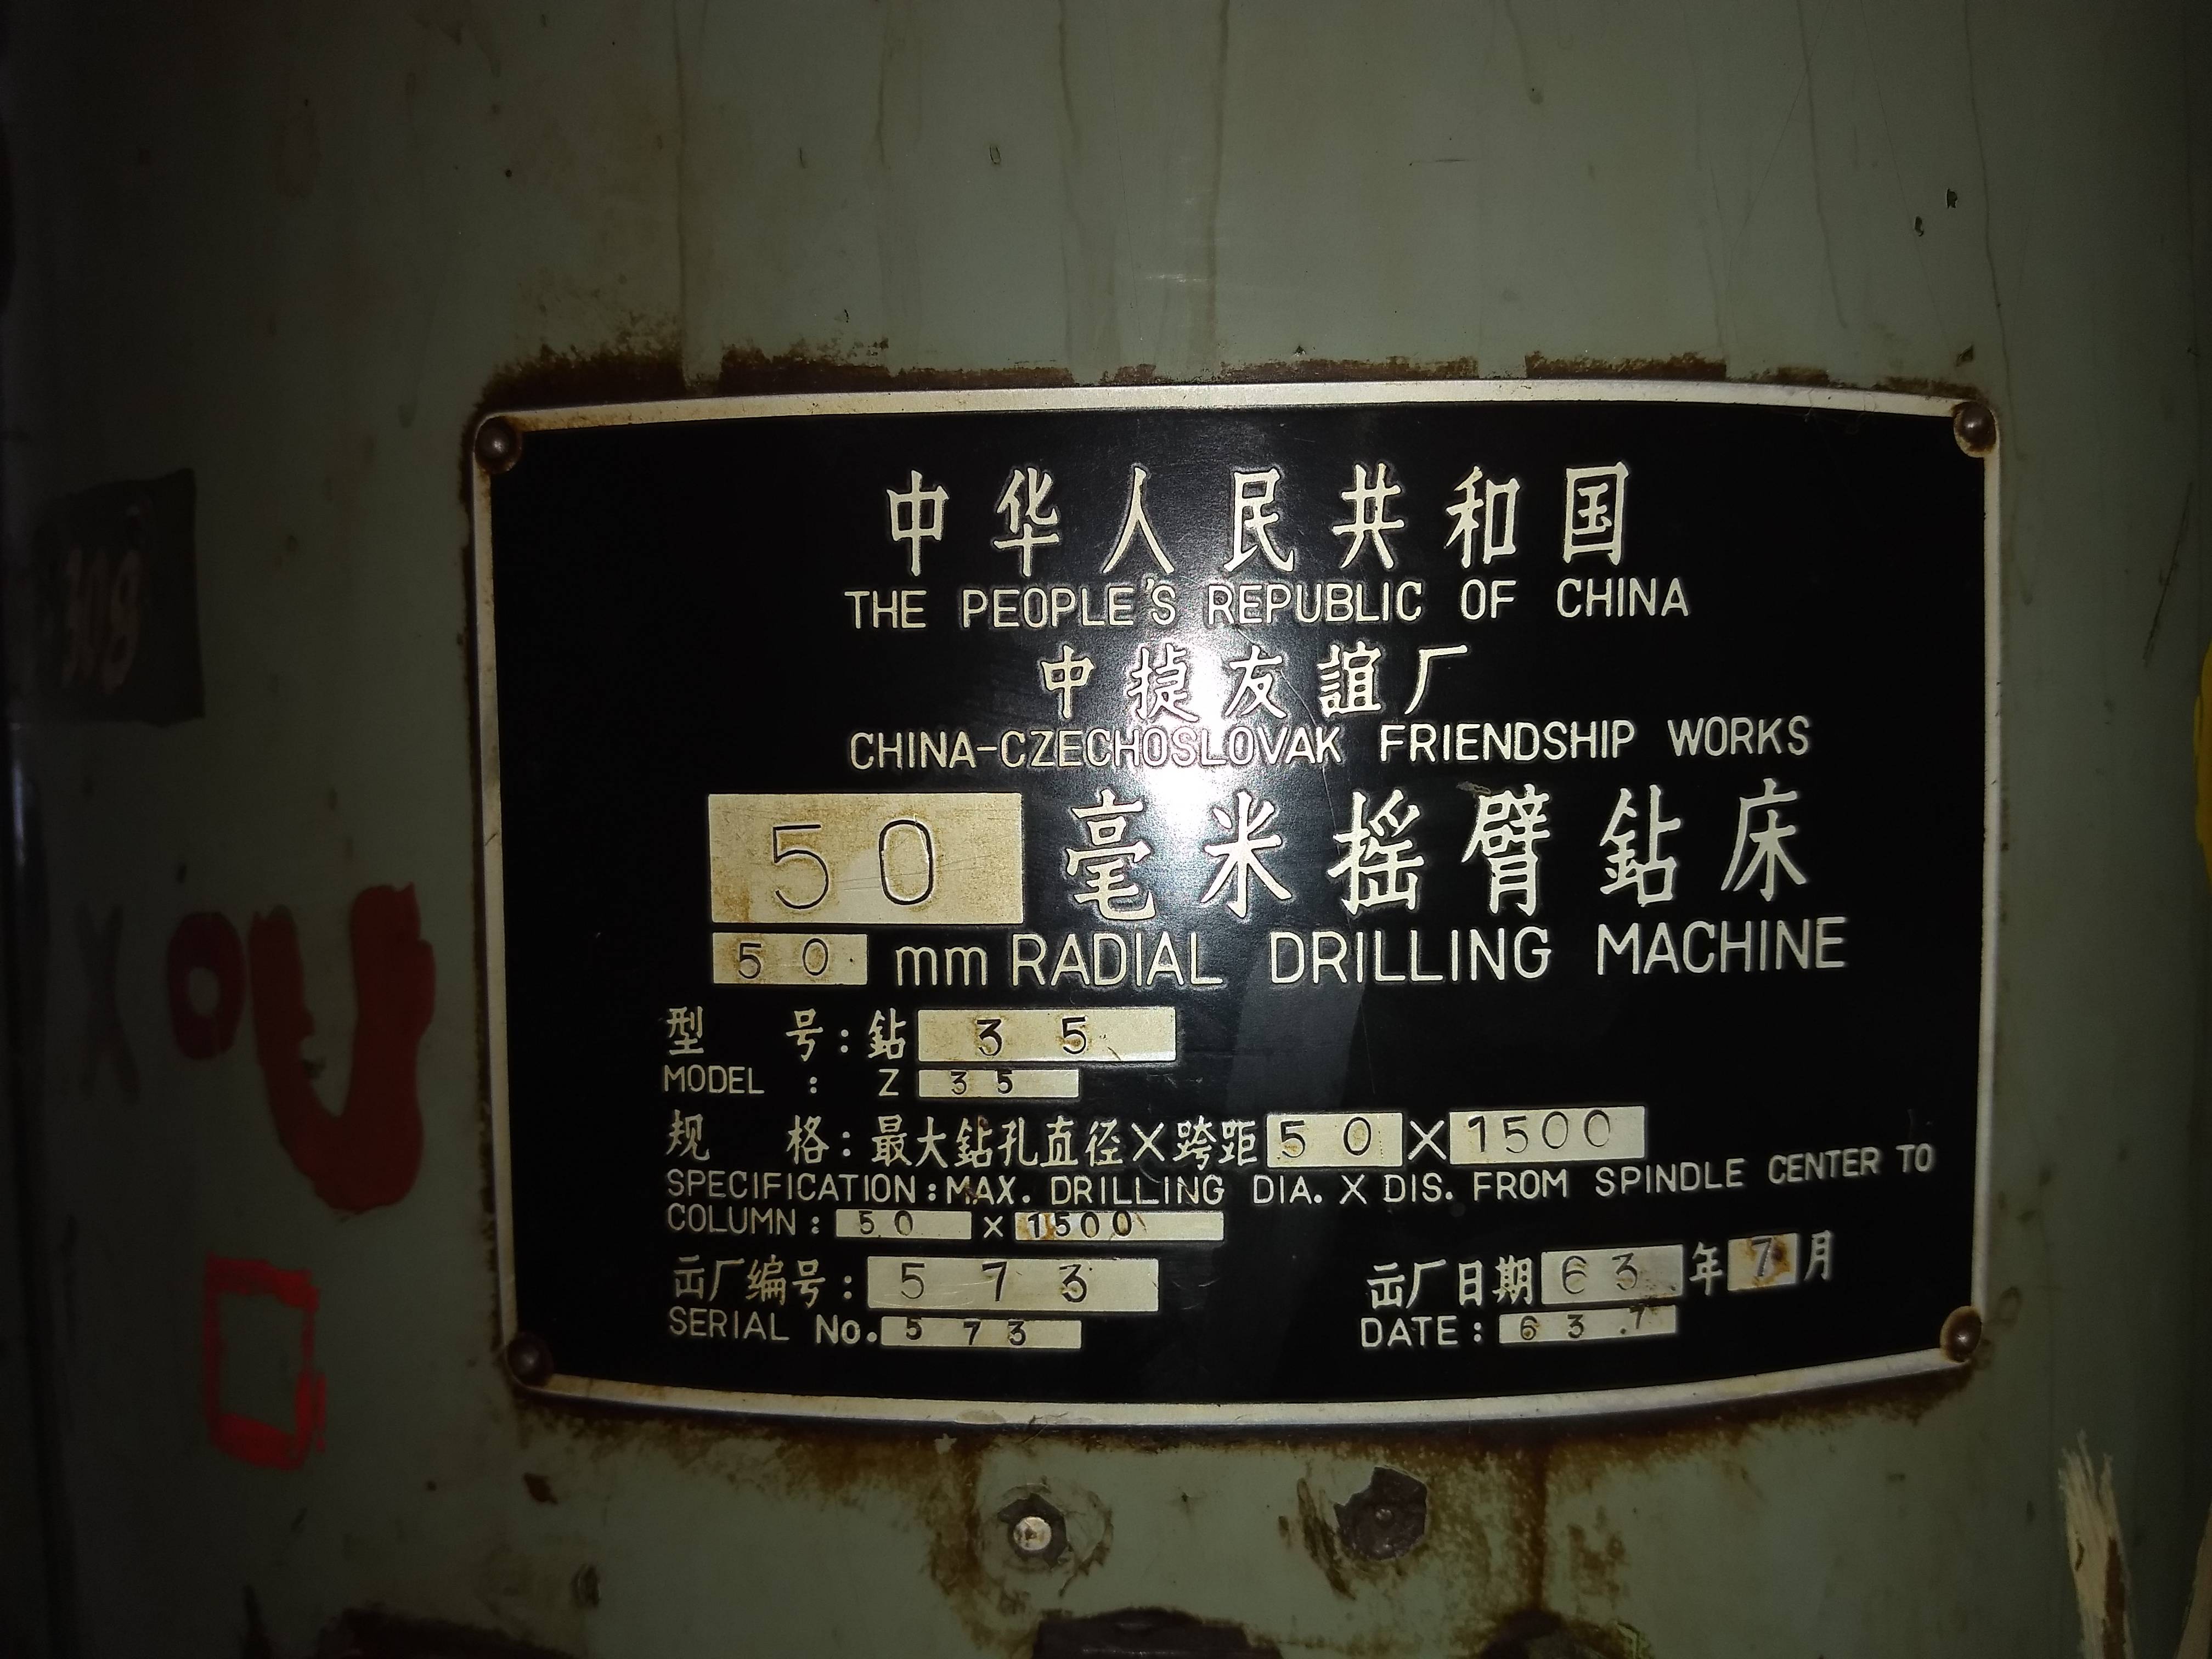 中华人民共和国
THE PEOPLE'S REPUBLIC OF CHINA
中捷友誼厂
CHINA-CZECHOSLOVAK FRIENDSHIP WORKS
50 毫米摇臂鉆床
50 mm RADIAL DRILLING MACHINE
型 号:鉆 35
MODEL : Z 35
规 格:最大鉆孔直径×跨距 50×1500
SPECIFICATION:MAX. DRILLING DIA. X DIS. FROM SPINDLE CENTER TO
COLUMN: 50 × 1500
出厂编号: 573 出厂日期 63 年 7 月
SERIAL No. 573 DATE: 63.7